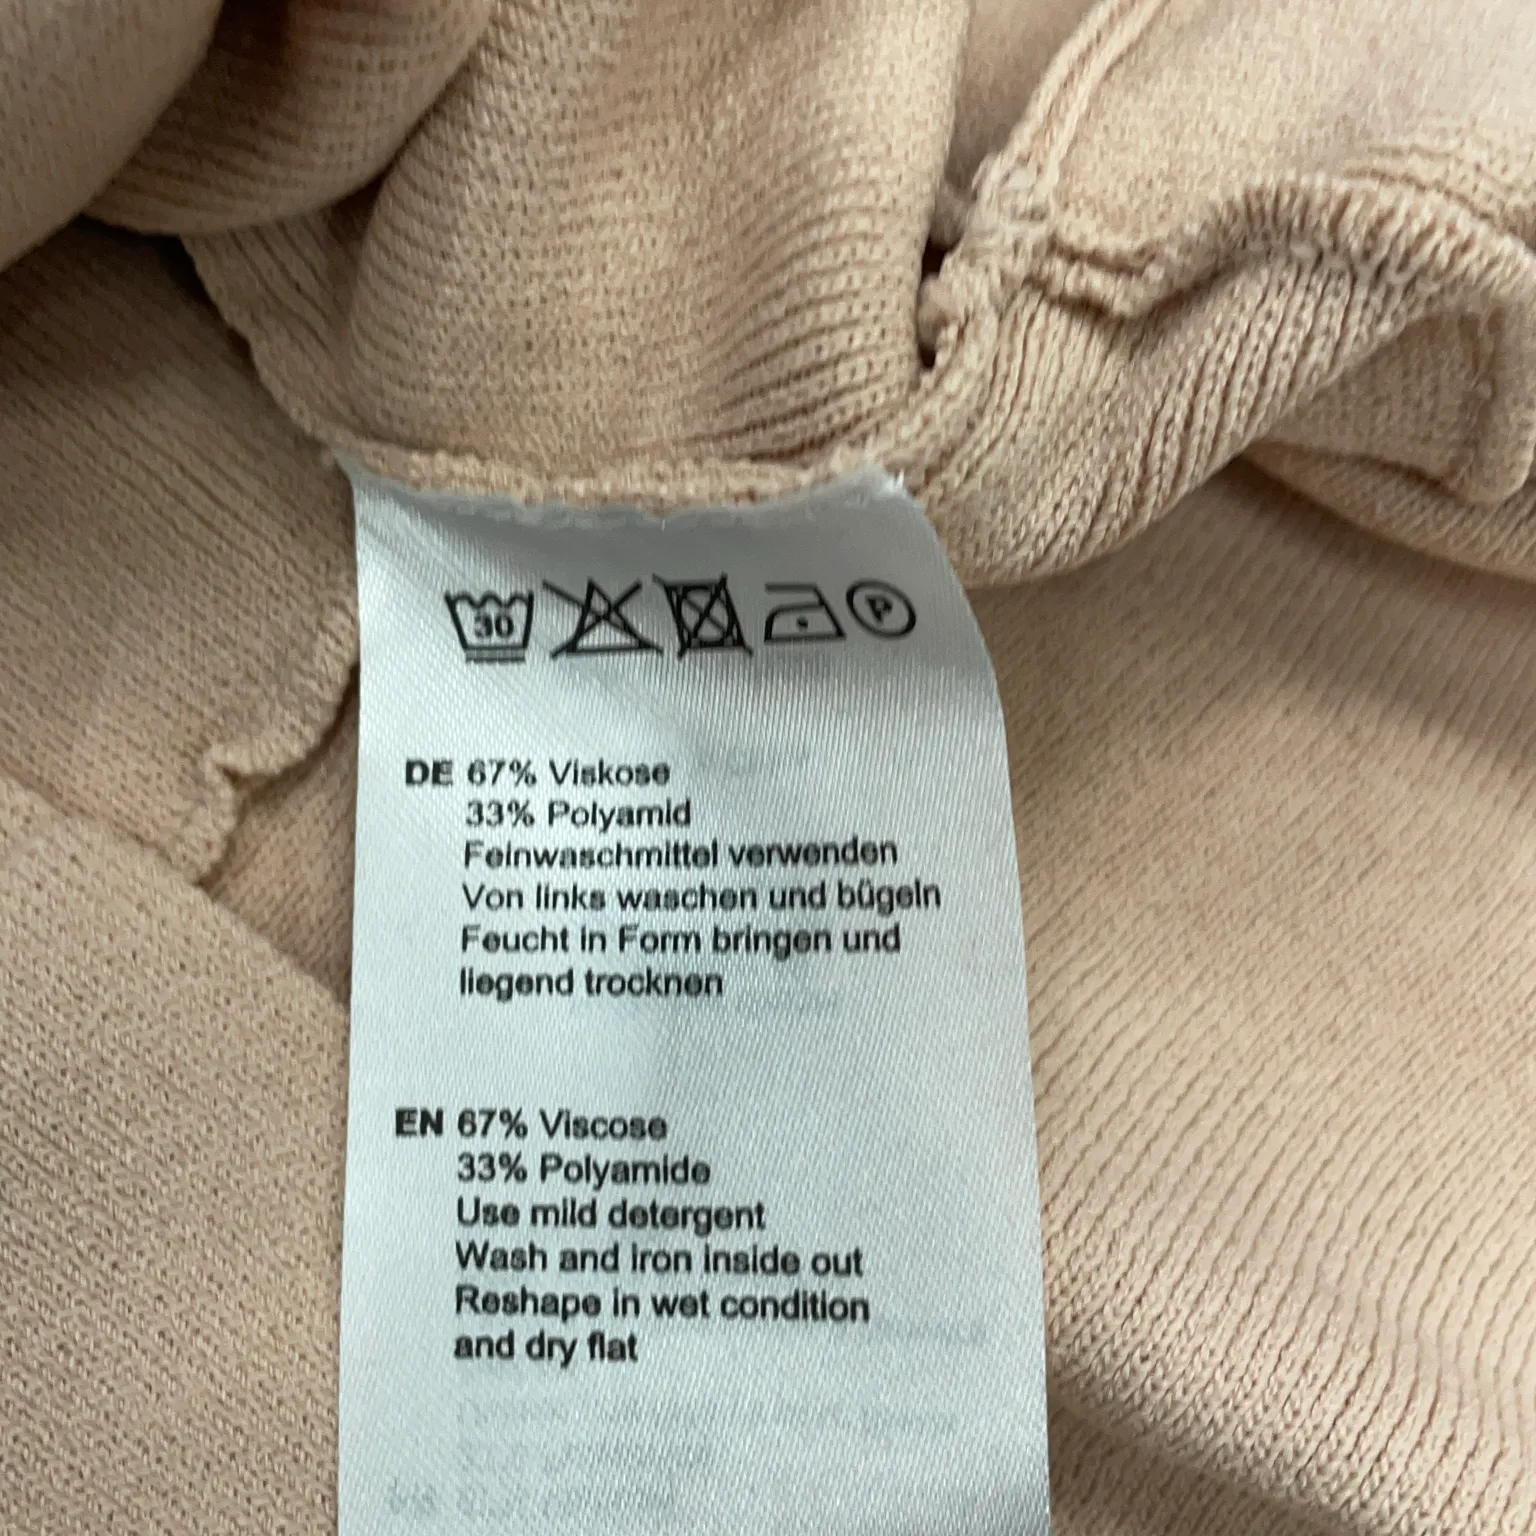 30
P
DE 67% Viskose
33% Polyamid
Feinwaschmittel verwenden
Von links waschen und bügeln
Feucht in Form bringen und
liegend trocknen
EN 67% Viscose
33% Polyamide
Use mild detergent
Wash and iron inside out
Reshape in wet condition
and dry flat